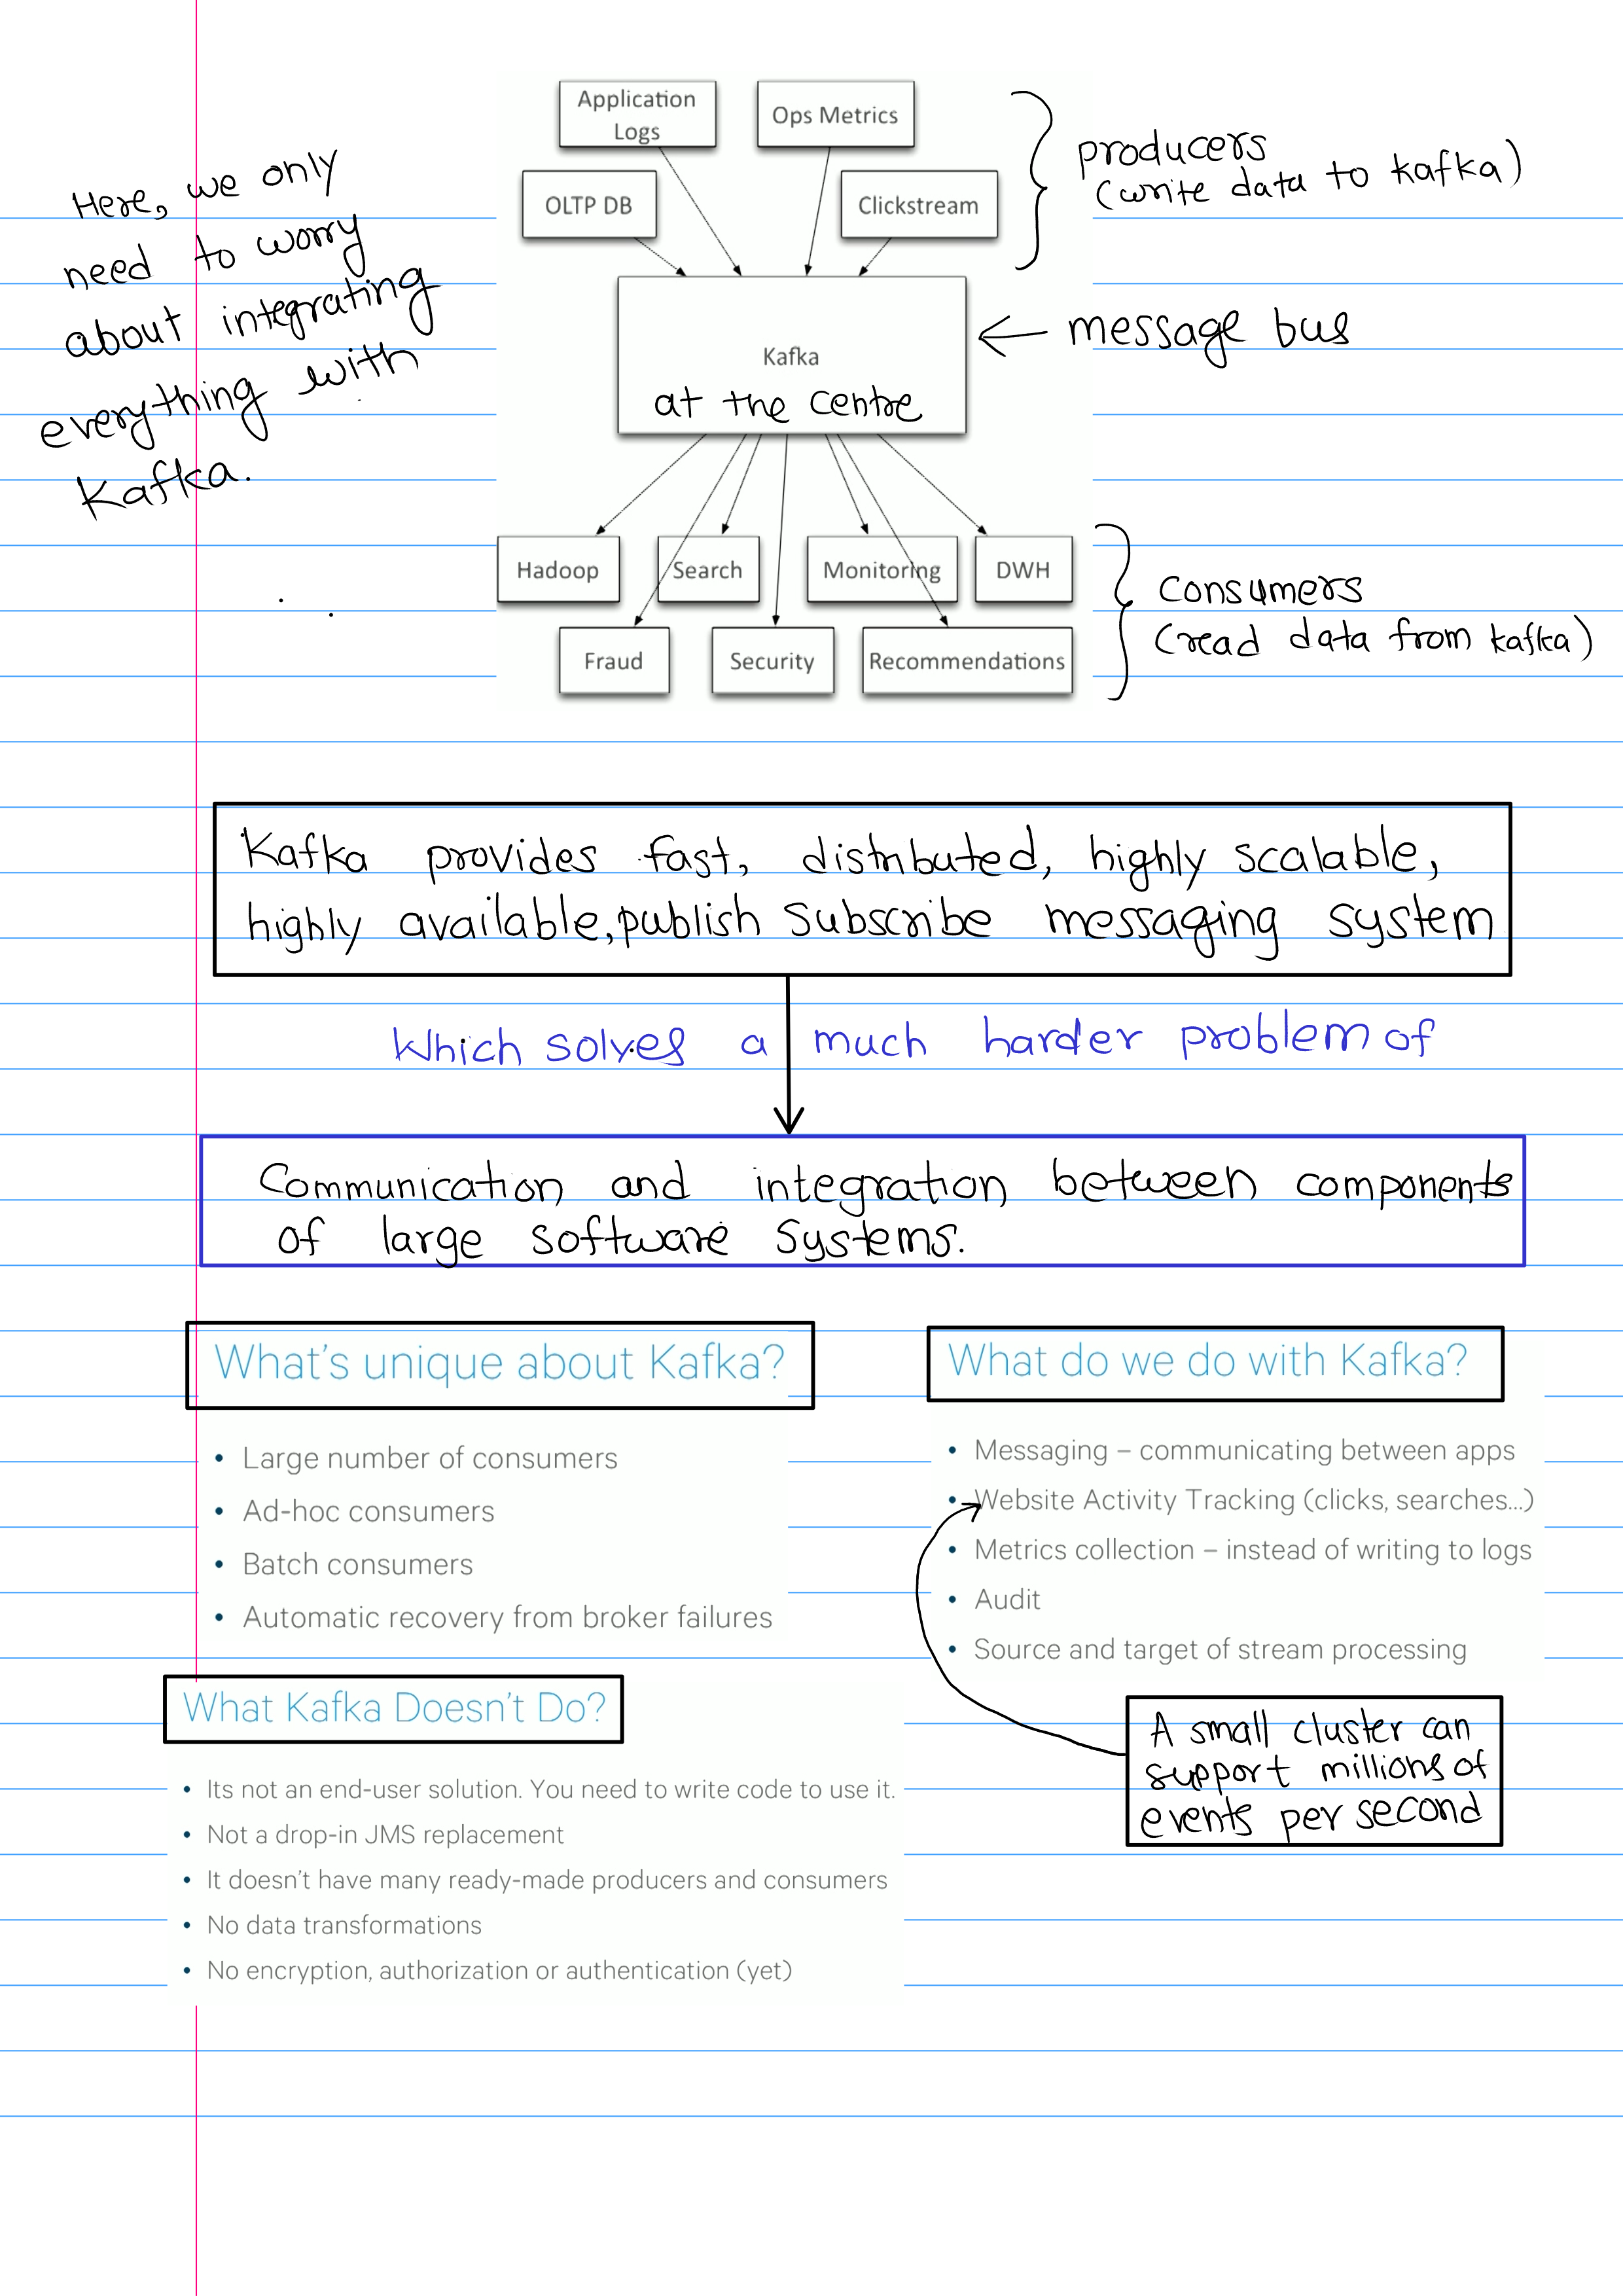 Application
Logs
Ops Metrics
OLTP DB
Clickstream
producers
(write data to kafka)
Here, we only
need to worry
about integrating
everything with
Kafka.
Kafka
at the centre
message bus
Hadoop
Search
Monitoring
DWH
Fraud
Security
Recommendations
Consumers
(read data from kafka)
Kafka provides fast, distributed, highly scalable,
highly available, publish subscribe messaging system
Which solves a much harder problem of
Communication and integration between components
of large software systems.
What's unique about Kafka?
• Large number of consumers
• Ad-hoc consumers
• Batch consumers
• Automatic recovery from broker failures
What do we do with Kafka?
• Messaging – communicating between apps
• Website Activity Tracking (clicks, searches...)
• Metrics collection – instead of writing to logs
• Audit
• Source and target of stream processing
A small cluster can
support millions of
events per second
What Kafka Doesn't Do?
• Its not an end-user solution. You need to write code to use it.
• Not a drop-in JMS replacement
• It doesn't have many ready-made producers and consumers
• No data transformations
• No encryption, authorization or authentication (yet)